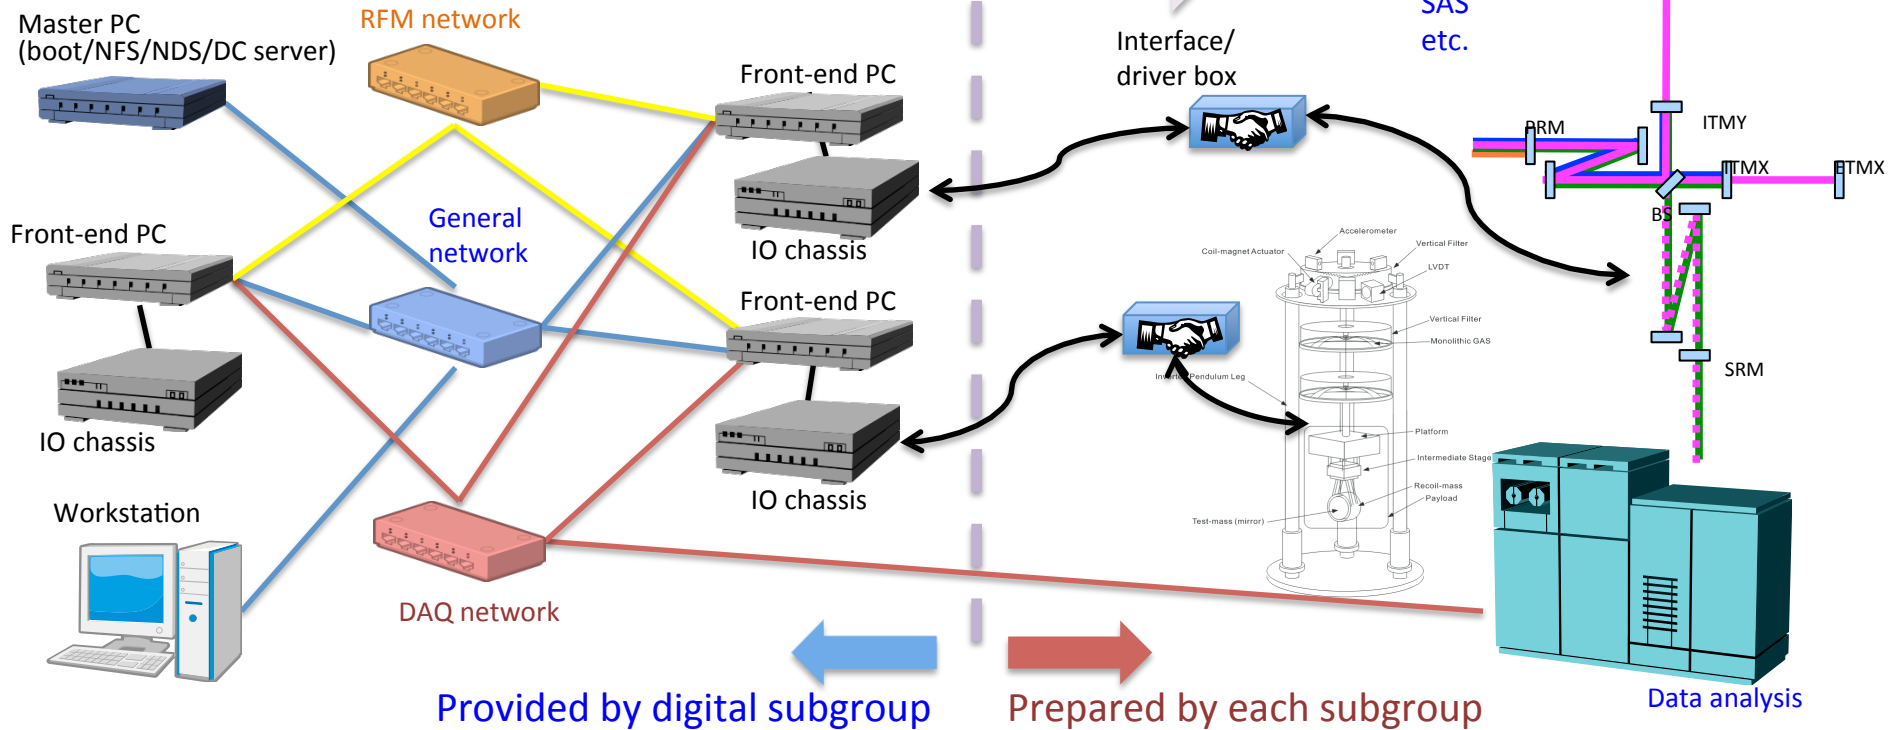 RFM network
SAS
etc.
Master PC
(boot/NFS/NDS/DC server)
Interface/
driver box
Front-end PC
PRM
ITMY
ITMX
ETMX
General
network
BS
Front-end PC
IO chassis
Accelerometer
Coil-magnet Actuator
Vertical Filter
LVDT
Front-end PC
Vertical Filter
Monolithic GAS
SRM
Inverted Pendulum Leg
IO chassis
Platform
Intermediate Stage
IO chassis
Recoil-mass
Payload
Workstation
Test-mass (mirror)
DAQ network
Provided by digital subgroup
Prepared by each subgroup
Data analysis